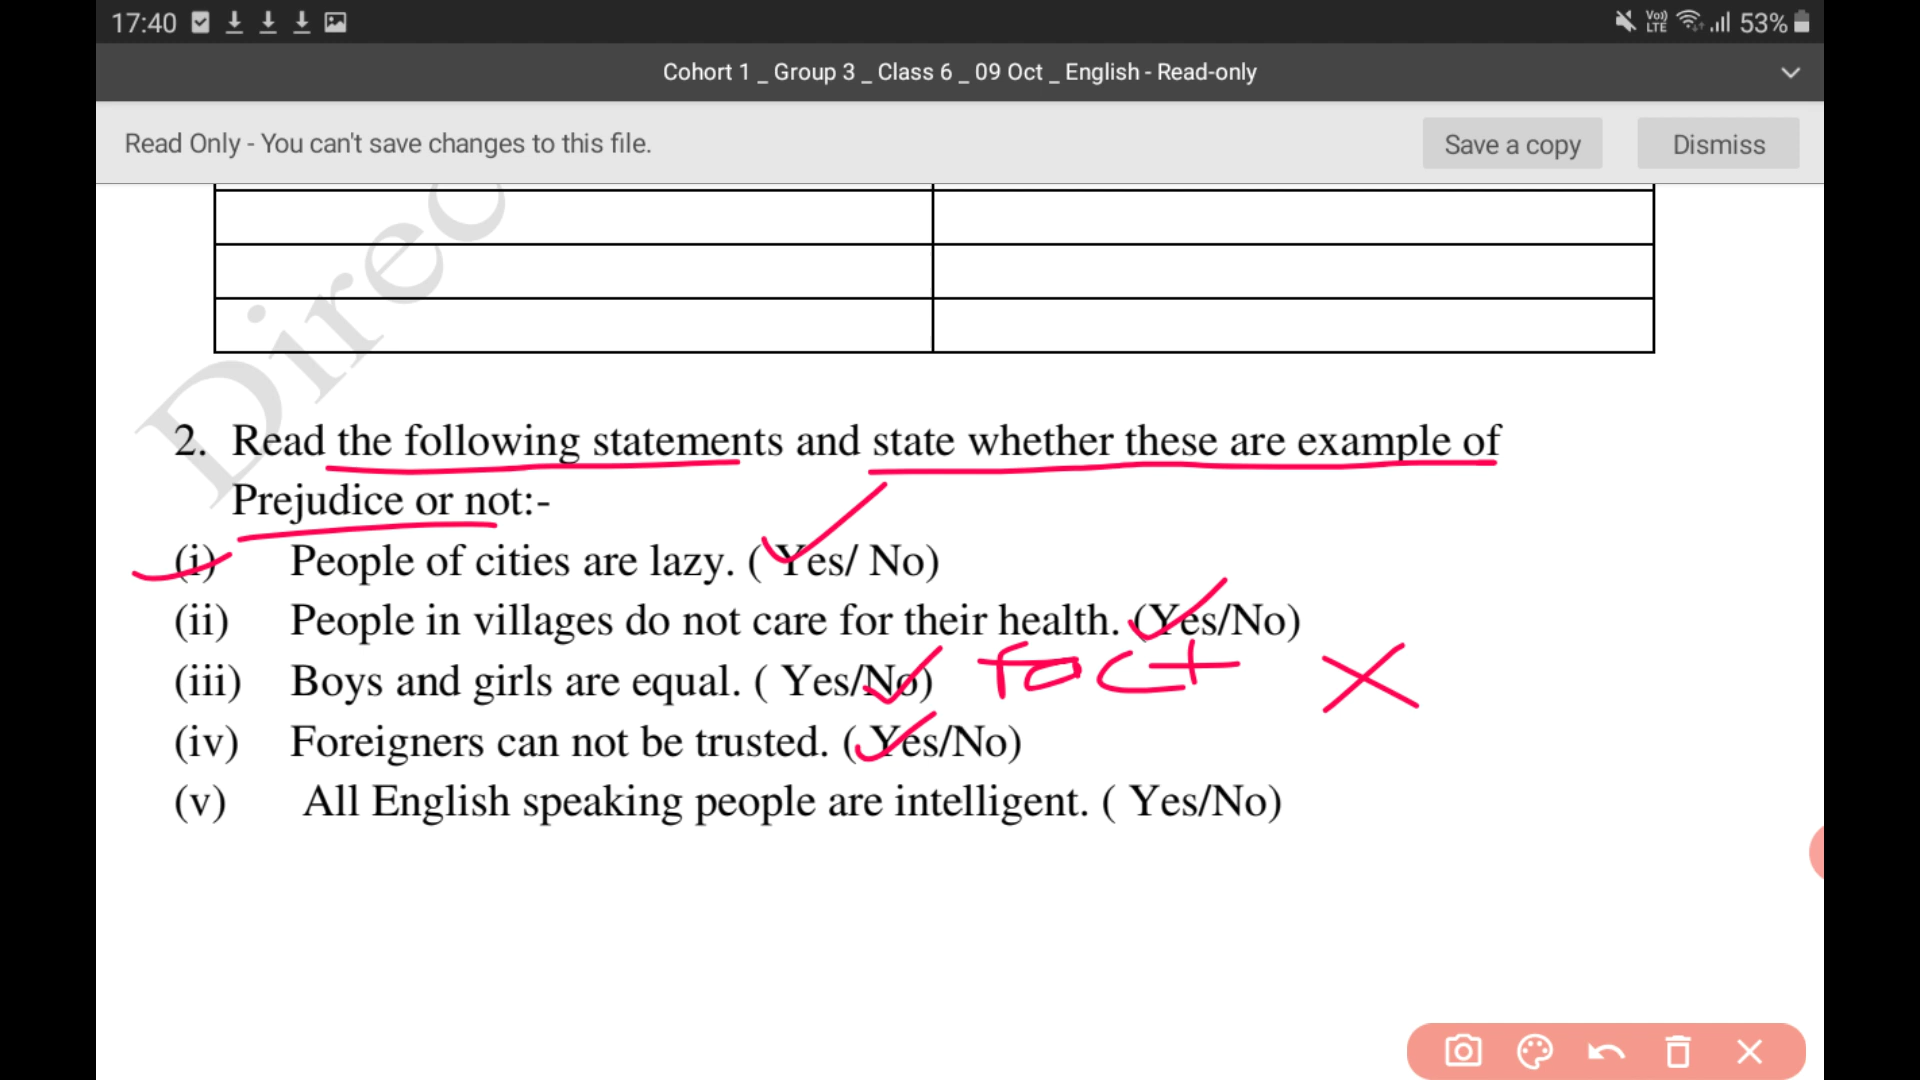 17:40 Vo)) LTE 53%
Cohort 1 _ Group 3 _ Class 6 _ 09 Oct _ English - Read-only
Read Only - You can't save changes to this file. Save a copy Dismiss
Direc
2. Read the following statements and state whether these are example of
Prejudice or not:-
(i) People of cities are lazy. ( Yes/ No)
(ii) People in villages do not care for their health. (Yes/No)
(iii) Boys and girls are equal. ( Yes/No) fact
(iv) Foreigners can not be trusted. ( Yes/No)
(v) All English speaking people are intelligent. ( Yes/No)